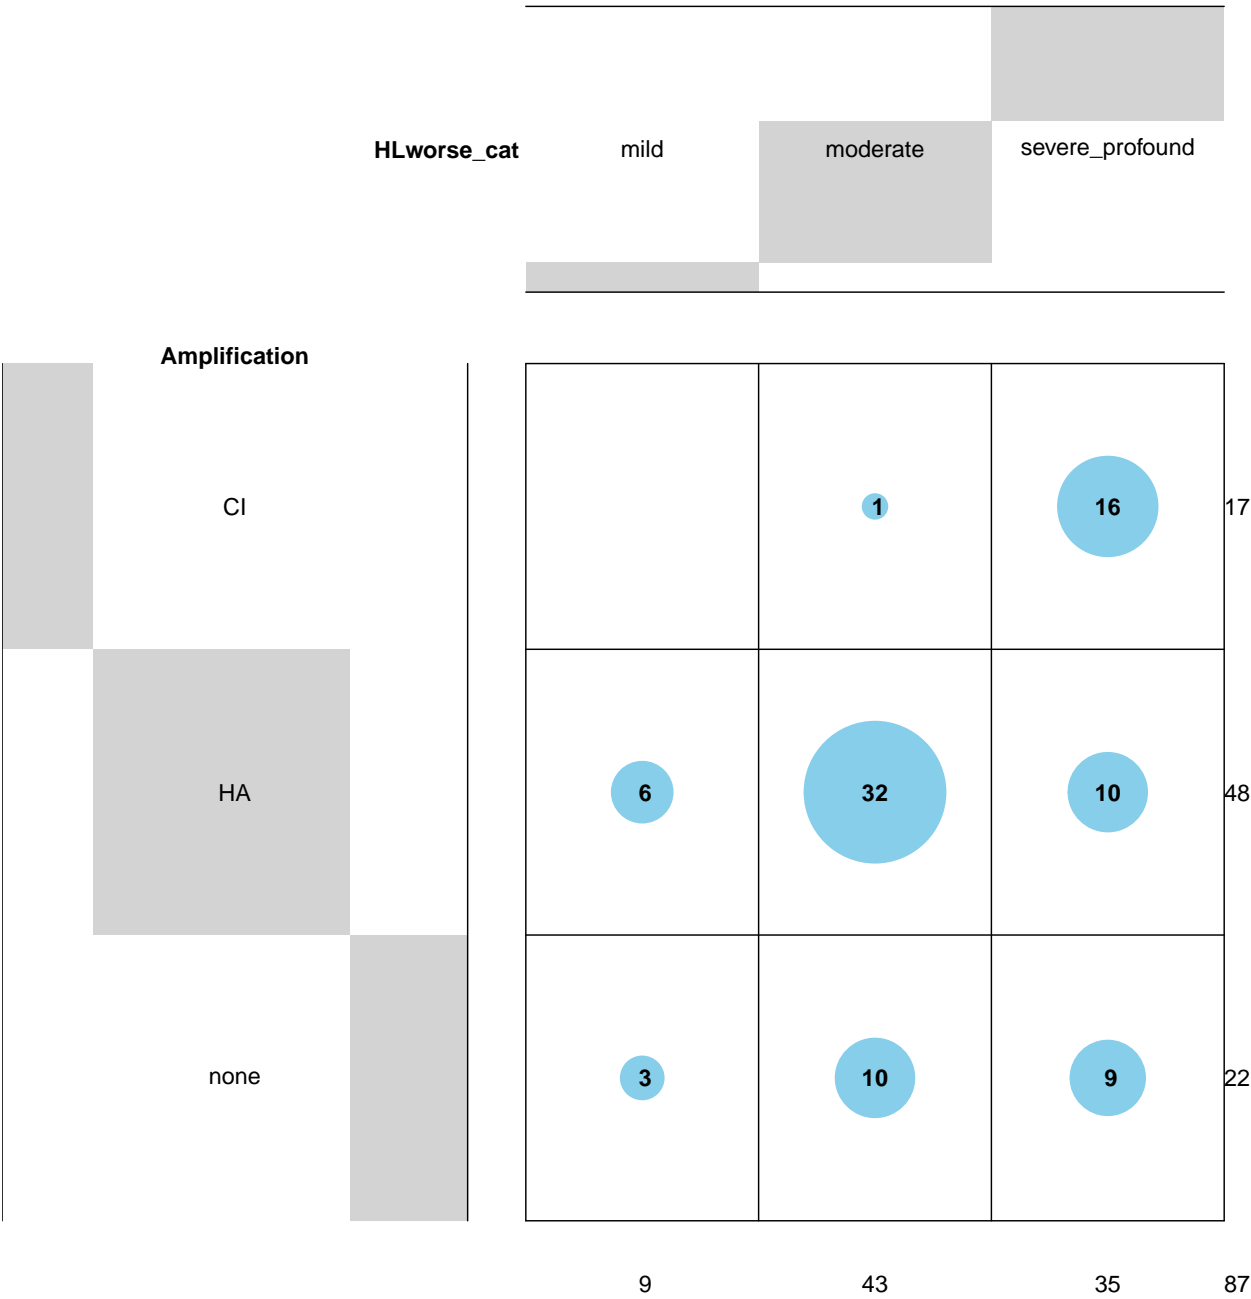 HLworse_cat mild moderate severe_profound
Amplification
CI 1 16 17
HA 6 32 10 48
none 3 10 9 22
9 43 35 87